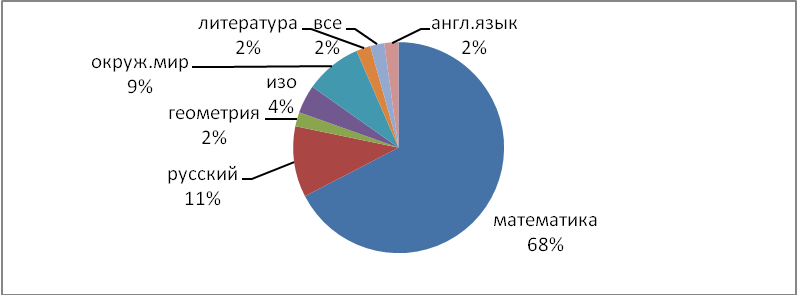 литература
2%
все
2%
англ.язык
2%
окруж.мир
9%
изо
4%
геометрия
2%
русский
11%
математика
68%